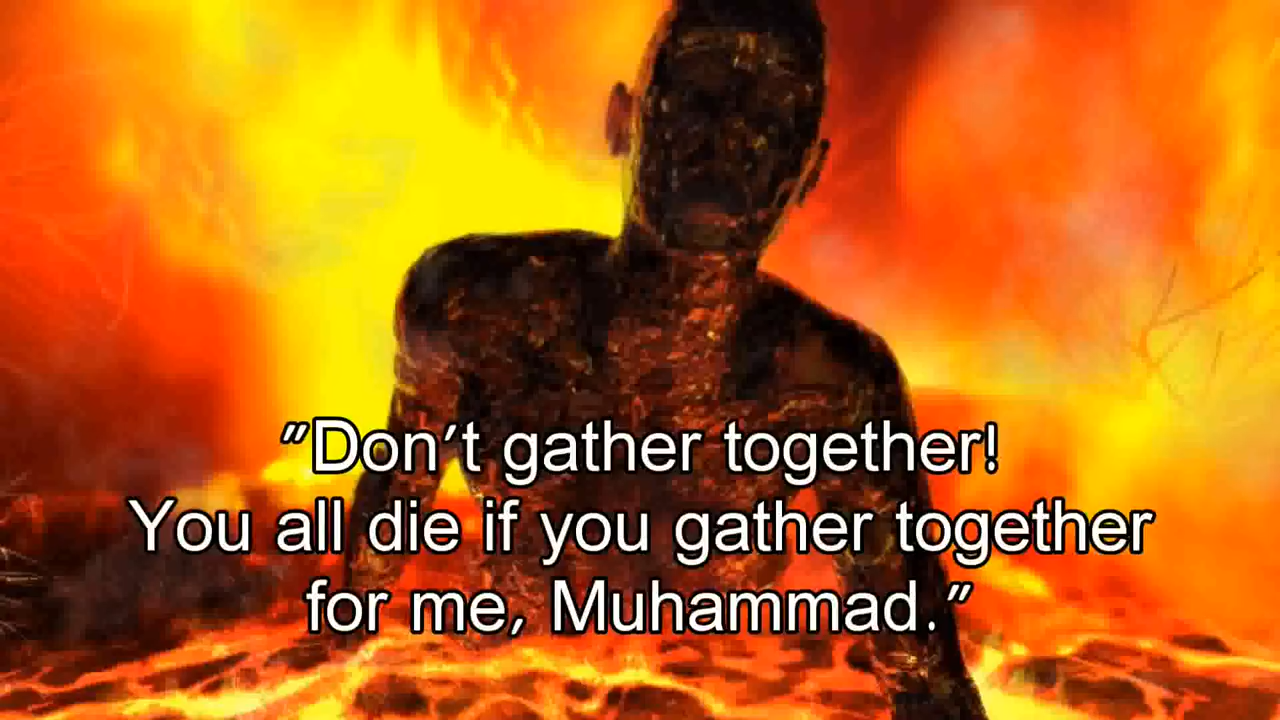 "Don't gather together!
You all die if you gather together
for me, Muhammad."